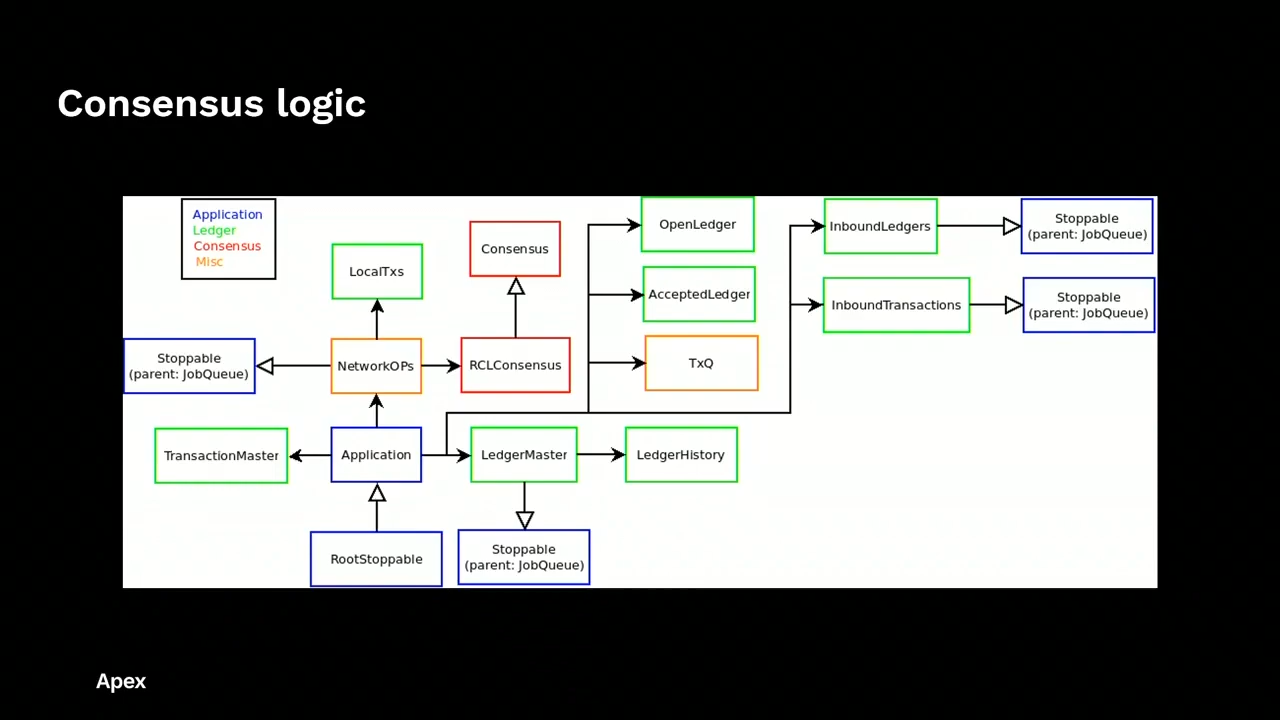 Consensus logic
Application
Ledger
Consensus
Misc
LocalTxs
Consensus
OpenLedger
AcceptedLedger
TxQ
InboundLedgers
Stoppable
(parent: JobQueue)
InboundTransactions
Stoppable
(parent: JobQueue)
Stoppable
(parent: JobQueue)
NetworkOPs
RCLConsensus
TransactionMaster
Application
LedgerMaster
LedgerHistory
RootStoppable
Stoppable
(parent: JobQueue)
Apex